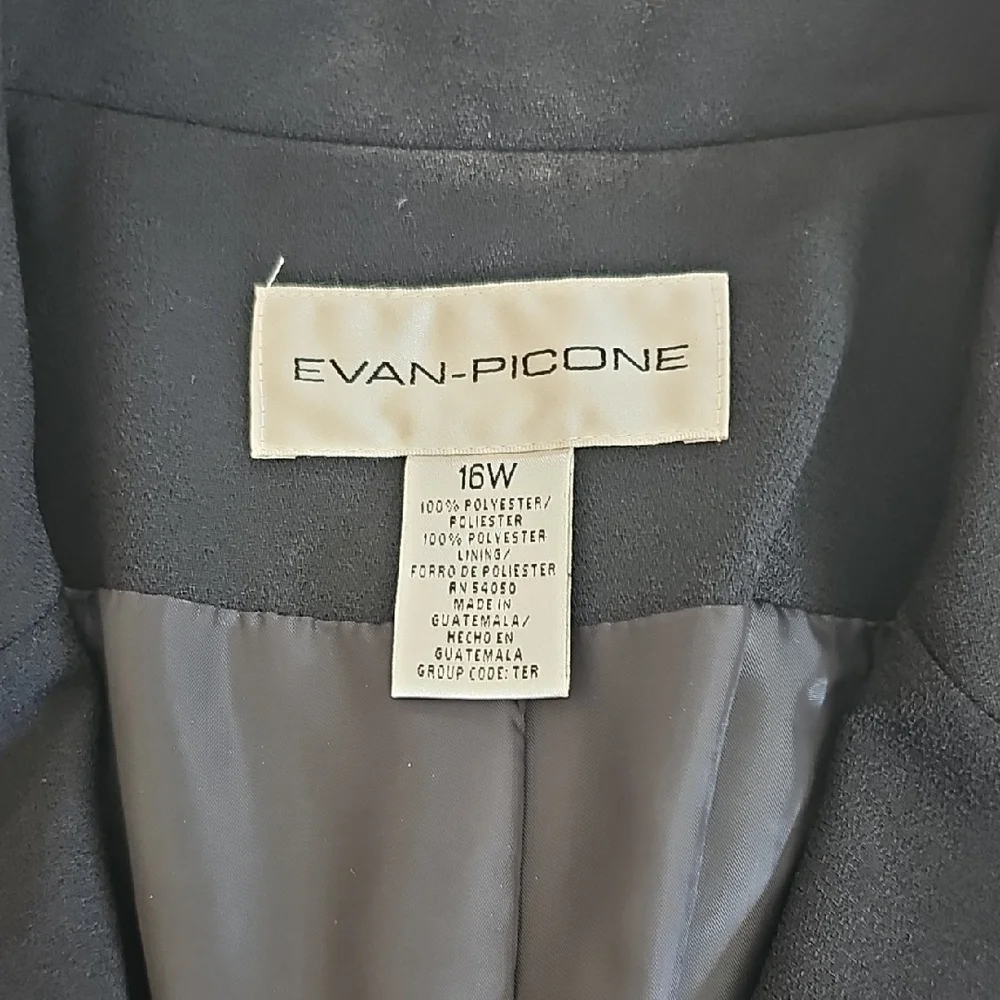 EVAN-PICONE
16W
100% POLYESTER/
POLIESTER
100% POLYESTER
LINING/
FORRO DE POLIESTER
RN 54050
MADE IN
GUATEMALA/
HECHO EN
GUATEMALA
GROUP CODE: TER